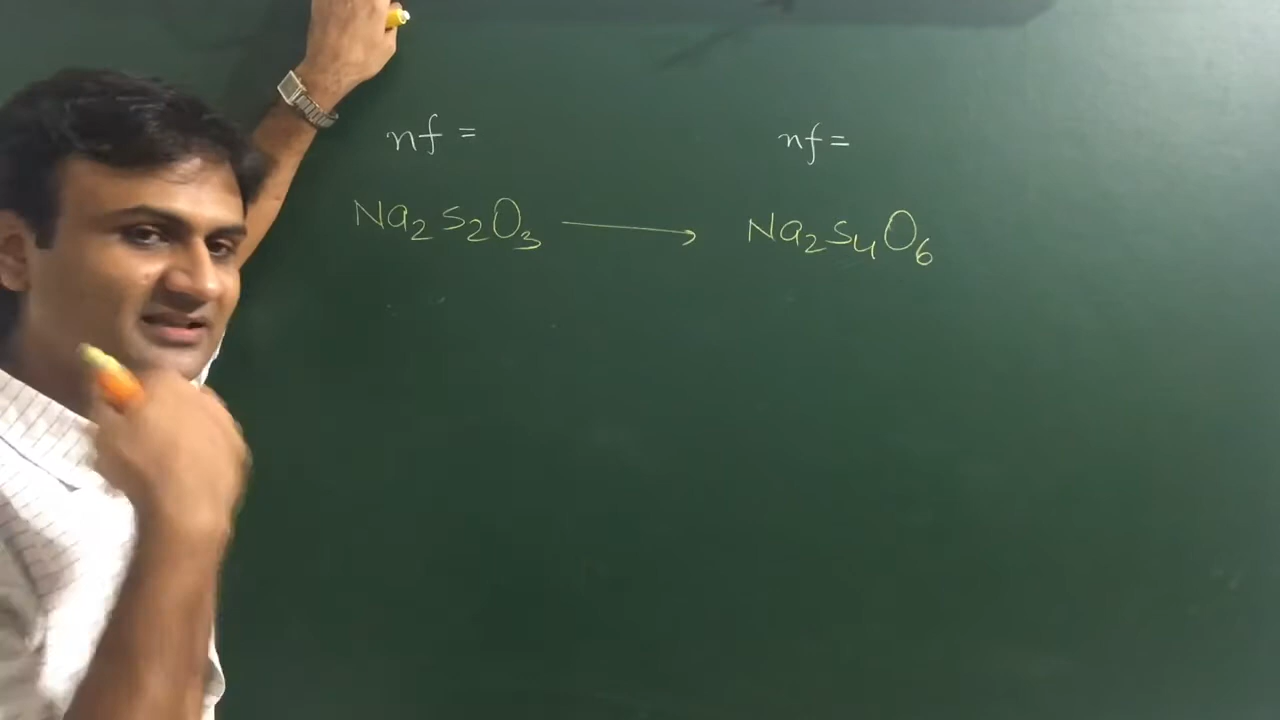 nf = nf =
Na₂S₂O₃ ⟶ Na₂S₄O₆